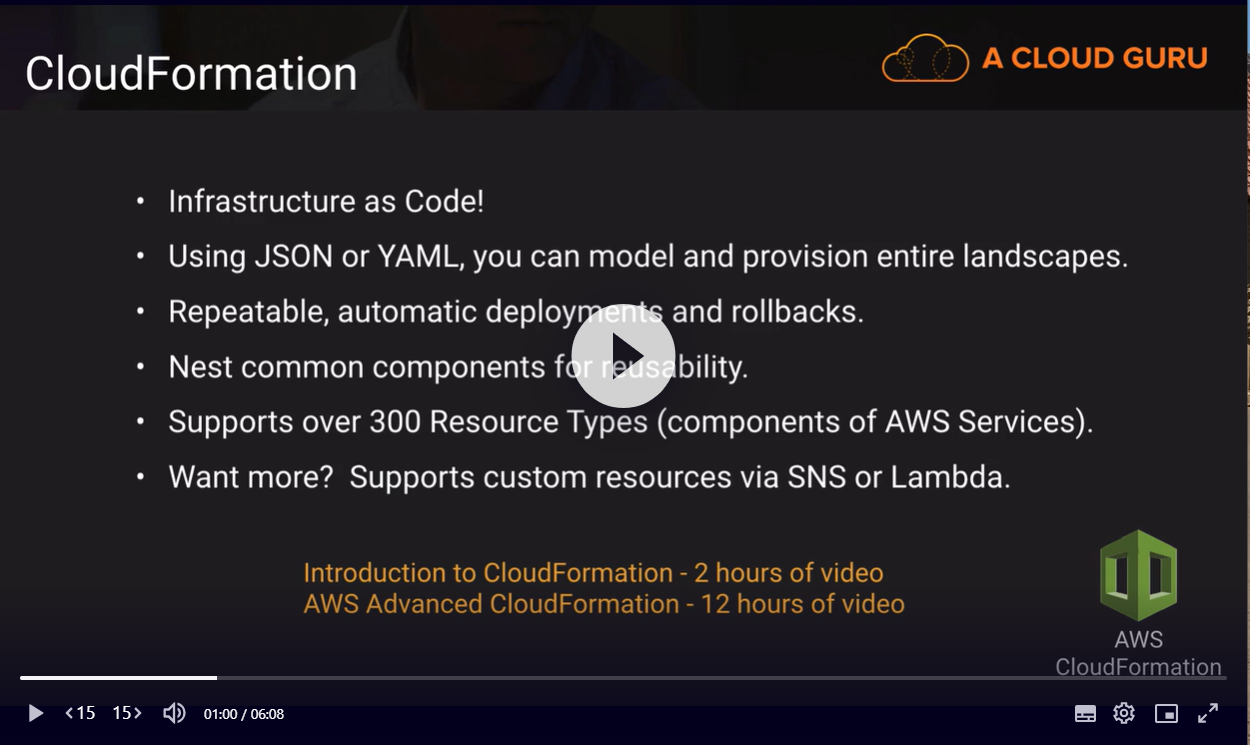 CloudFormation
A CLOUD GURU
• Infrastructure as Code!
• Using JSON or YAML, you can model and provision entire landscapes.
• Repeatable, automatic deployments and rollbacks.
• Nest common components for reusability.
• Supports over 300 Resource Types (components of AWS Services).
• Want more?  Supports custom resources via SNS or Lambda.
Introduction to CloudFormation - 2 hours of video
AWS Advanced CloudFormation - 12 hours of video
AWS
CloudFormation
15 15 01:00 / 06:08